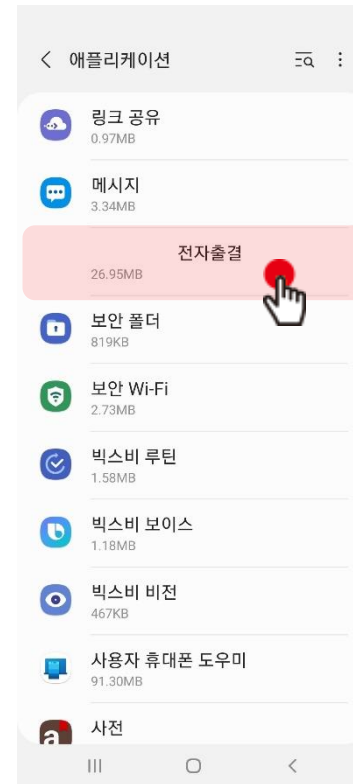 애플리케이션
링크 공유
0.97MB
메시지
3.34MB
전자출결
26.95MB
보안 폴더
819KB
보안 Wi-Fi
2.73MB
빅스비 루틴
1.58MB
빅스비 보이스
1.18MB
빅스비 비전
467KB
사용자 휴대폰 도우미
91.30MB
사전